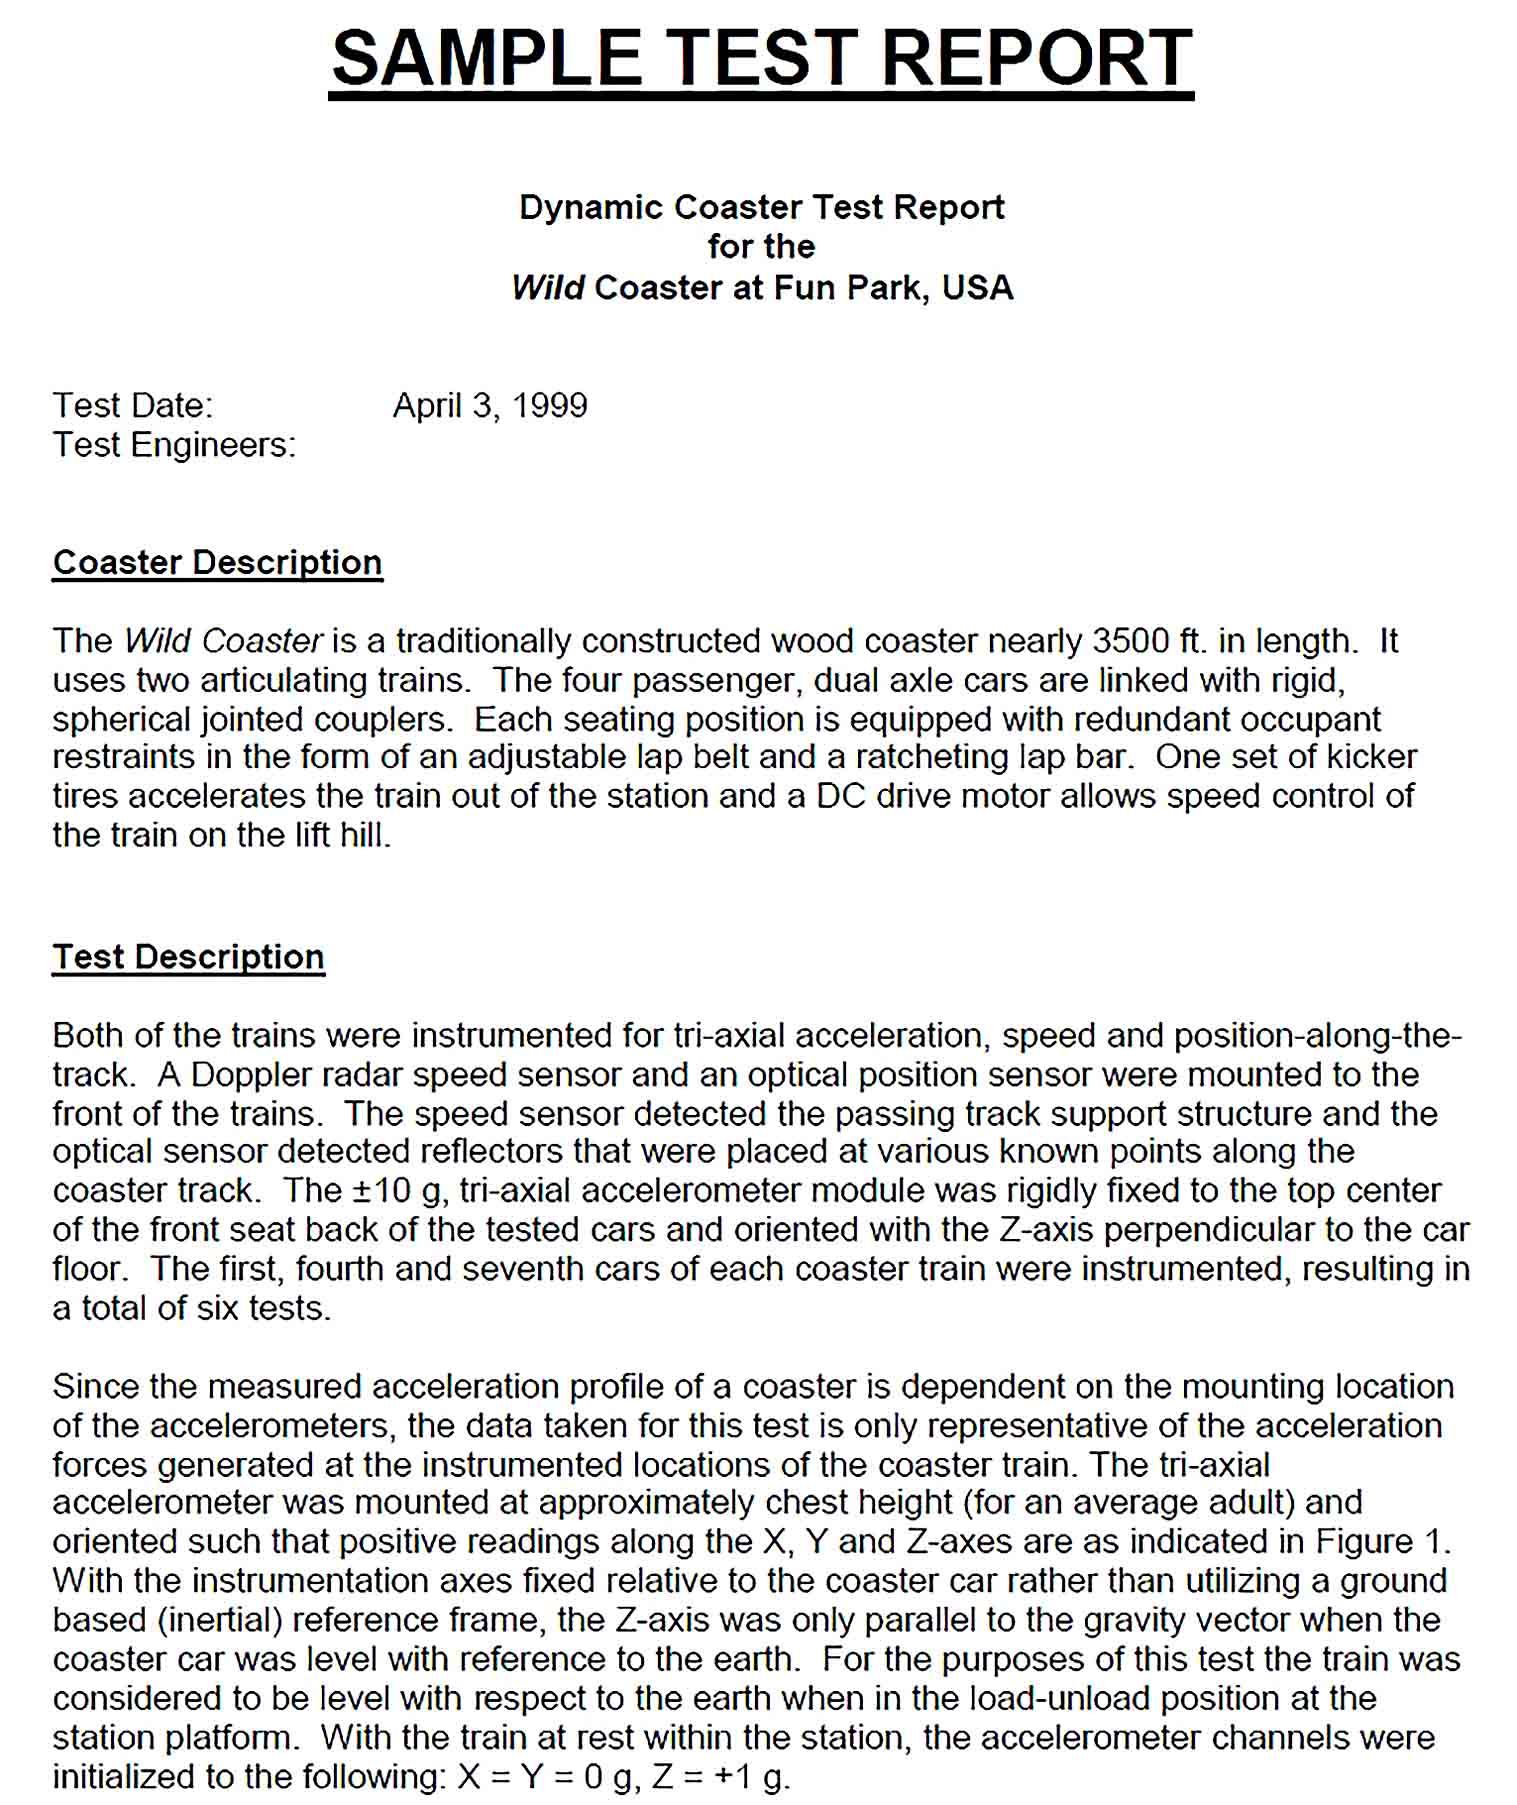 SAMPLE TEST REPORT
Dynamic Coaster Test Report
for the
Wild Coaster at Fun Park, USA
Test Date: April 3, 1999
Test Engineers:
Coaster Description
The Wild Coaster is a traditionally constructed wood coaster nearly 3500 ft. in length. It
uses two articulating trains. The four passenger, dual axle cars are linked with rigid,
spherical jointed couplers. Each seating position is equipped with redundant occupant
restraints in the form of an adjustable lap belt and a ratcheting lap bar. One set of kicker
tires accelerates the train out of the station and a DC drive motor allows speed control of
the train on the lift hill.
Test Description
Both of the trains were instrumented for tri-axial acceleration, speed and position-along-the-
track. A Doppler radar speed sensor and an optical position sensor were mounted to the
front of the trains. The speed sensor detected the passing track support structure and the
optical sensor detected reflectors that were placed at various known points along the
coaster track. The ±10 g, tri-axial accelerometer module was rigidly fixed to the top center
of the front seat back of the tested cars and oriented with the Z-axis perpendicular to the car
floor. The first, fourth and seventh cars of each coaster train were instrumented, resulting in
a total of six tests.
Since the measured acceleration profile of a coaster is dependent on the mounting location
of the accelerometers, the data taken for this test is only representative of the acceleration
forces generated at the instrumented locations of the coaster train. The tri-axial
accelerometer was mounted at approximately chest height (for an average adult) and
oriented such that positive readings along the X, Y and Z-axes are as indicated in Figure 1.
With the instrumentation axes fixed relative to the coaster car rather than utilizing a ground
based (inertial) reference frame, the Z-axis was only parallel to the gravity vector when the
coaster car was level with reference to the earth. For the purposes of this test the train was
considered to be level with respect to the earth when in the load-unload position at the
station platform. With the train at rest within the station, the accelerometer channels were
initialized to the following: X = Y = 0 g, Z = +1 g.